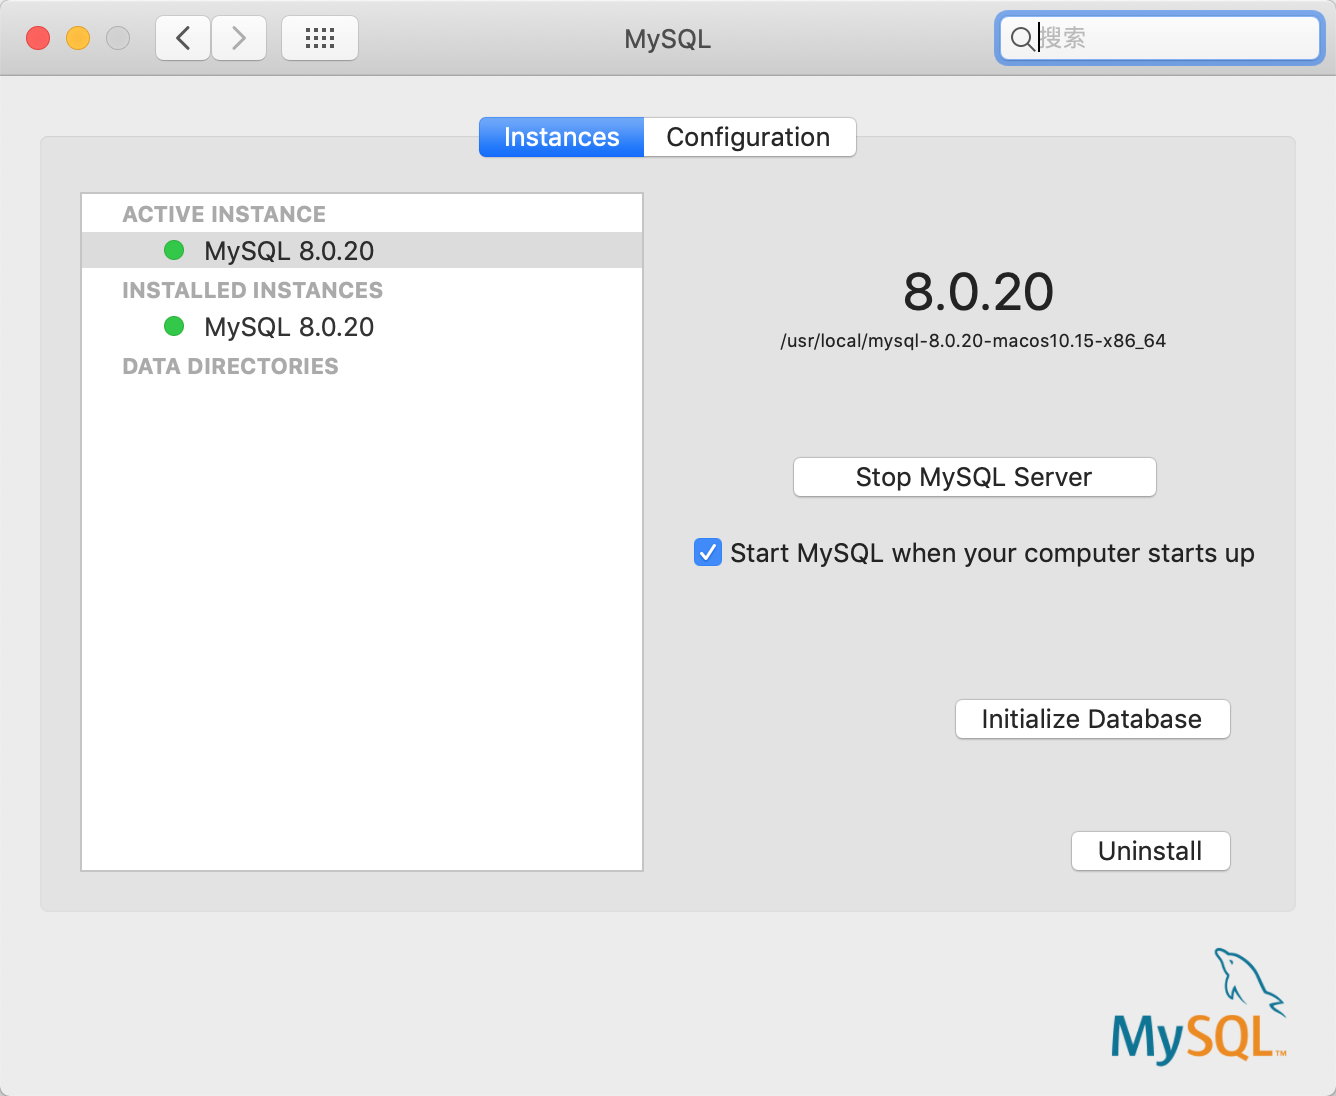 MySQL
搜索
Instances
Configuration
ACTIVE INSTANCE
MySQL 8.0.20
INSTALLED INSTANCES
MySQL 8.0.20
DATA DIRECTORIES
8.0.20
/usr/local/mysql-8.0.20-macos10.15-x86_64
Stop MySQL Server
Start MySQL when your computer starts up
Initialize Database
Uninstall
MySQL™